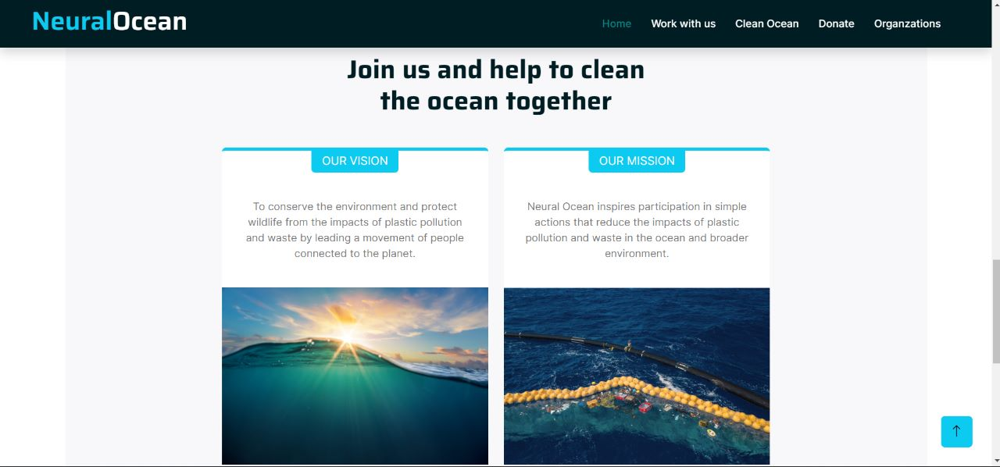 NeuralOcean
Home Work with us Clean Ocean Donate Organzations
Join us and help to clean
the ocean together
OUR VISION
To conserve the environment and protect
wildlife from the impacts of plastic pollution
and waste by leading a movement of people
connected to the planet.
OUR MISSION
Neural Ocean inspires participation in simple
actions that reduce the impacts of plastic
pollution and waste in the ocean and broader
environment.